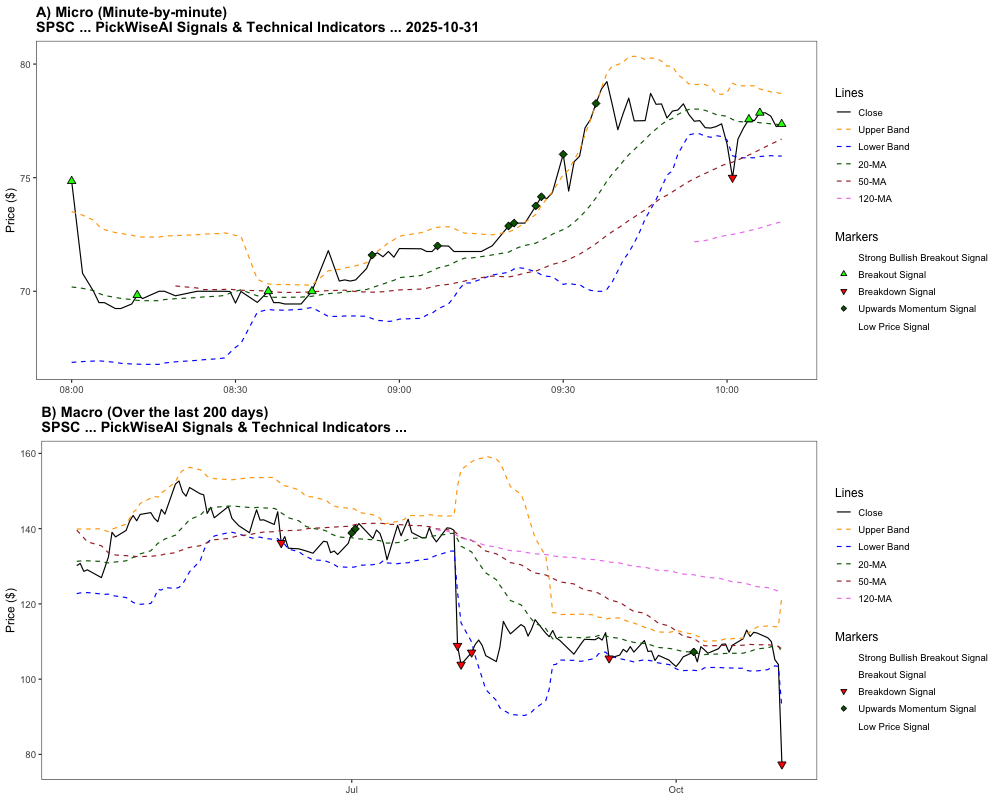 A) Micro (Minute-by-minute)
SPSC ... PickWiseAI Signals & Technical Indicators ... 2025-10-31
Price ($)
80
75
70
08:00
08:30
09:00
09:30
10:00
Lines
Close
Upper Band
Lower Band
20-MA
50-MA
120-MA
Markers
Strong Bullish Breakout Signal
Breakout Signal
Breakdown Signal
Upwards Momentum Signal
Low Price Signal
B) Macro (Over the last 200 days)
SPSC ... PickWiseAI Signals & Technical Indicators ...
Price ($)
160
140
120
100
80
Jul
Oct
Lines
Close
Upper Band
Lower Band
20-MA
50-MA
120-MA
Markers
Strong Bullish Breakout Signal
Breakout Signal
Breakdown Signal
Upwards Momentum Signal
Low Price Signal